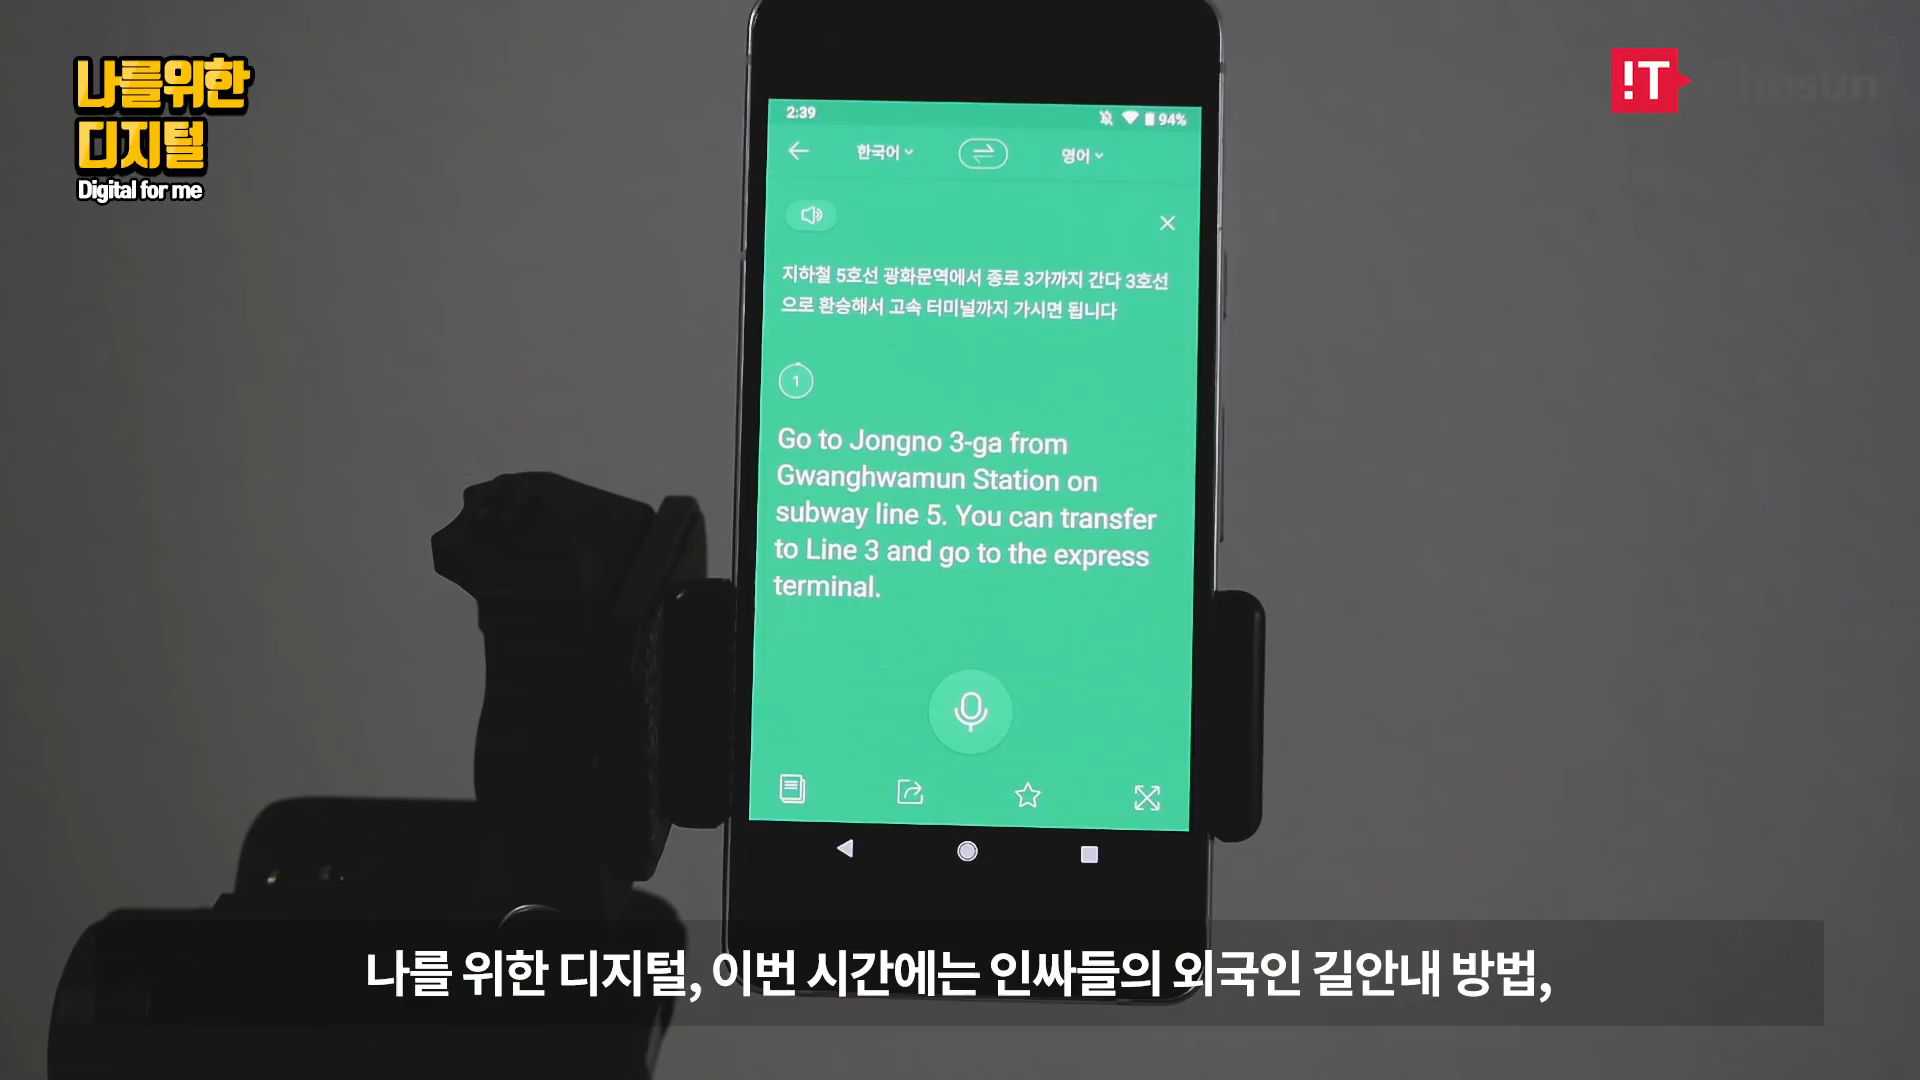 나를위한
디지털
Digital for me
!T Chosun
2:39
94%
한국어
영어
지하철 5호선 광화문역에서 종로 3가까지 간다 3호선
으로 환승해서 고속 터미널까지 가시면 됩니다
1
Go to Jongno 3-ga from
Gwanghwamun Station on
subway line 5. You can transfer
to Line 3 and go to the express
terminal.
나를 위한 디지털, 이번 시간에는 인싸들의 외국인 길안내 방법,